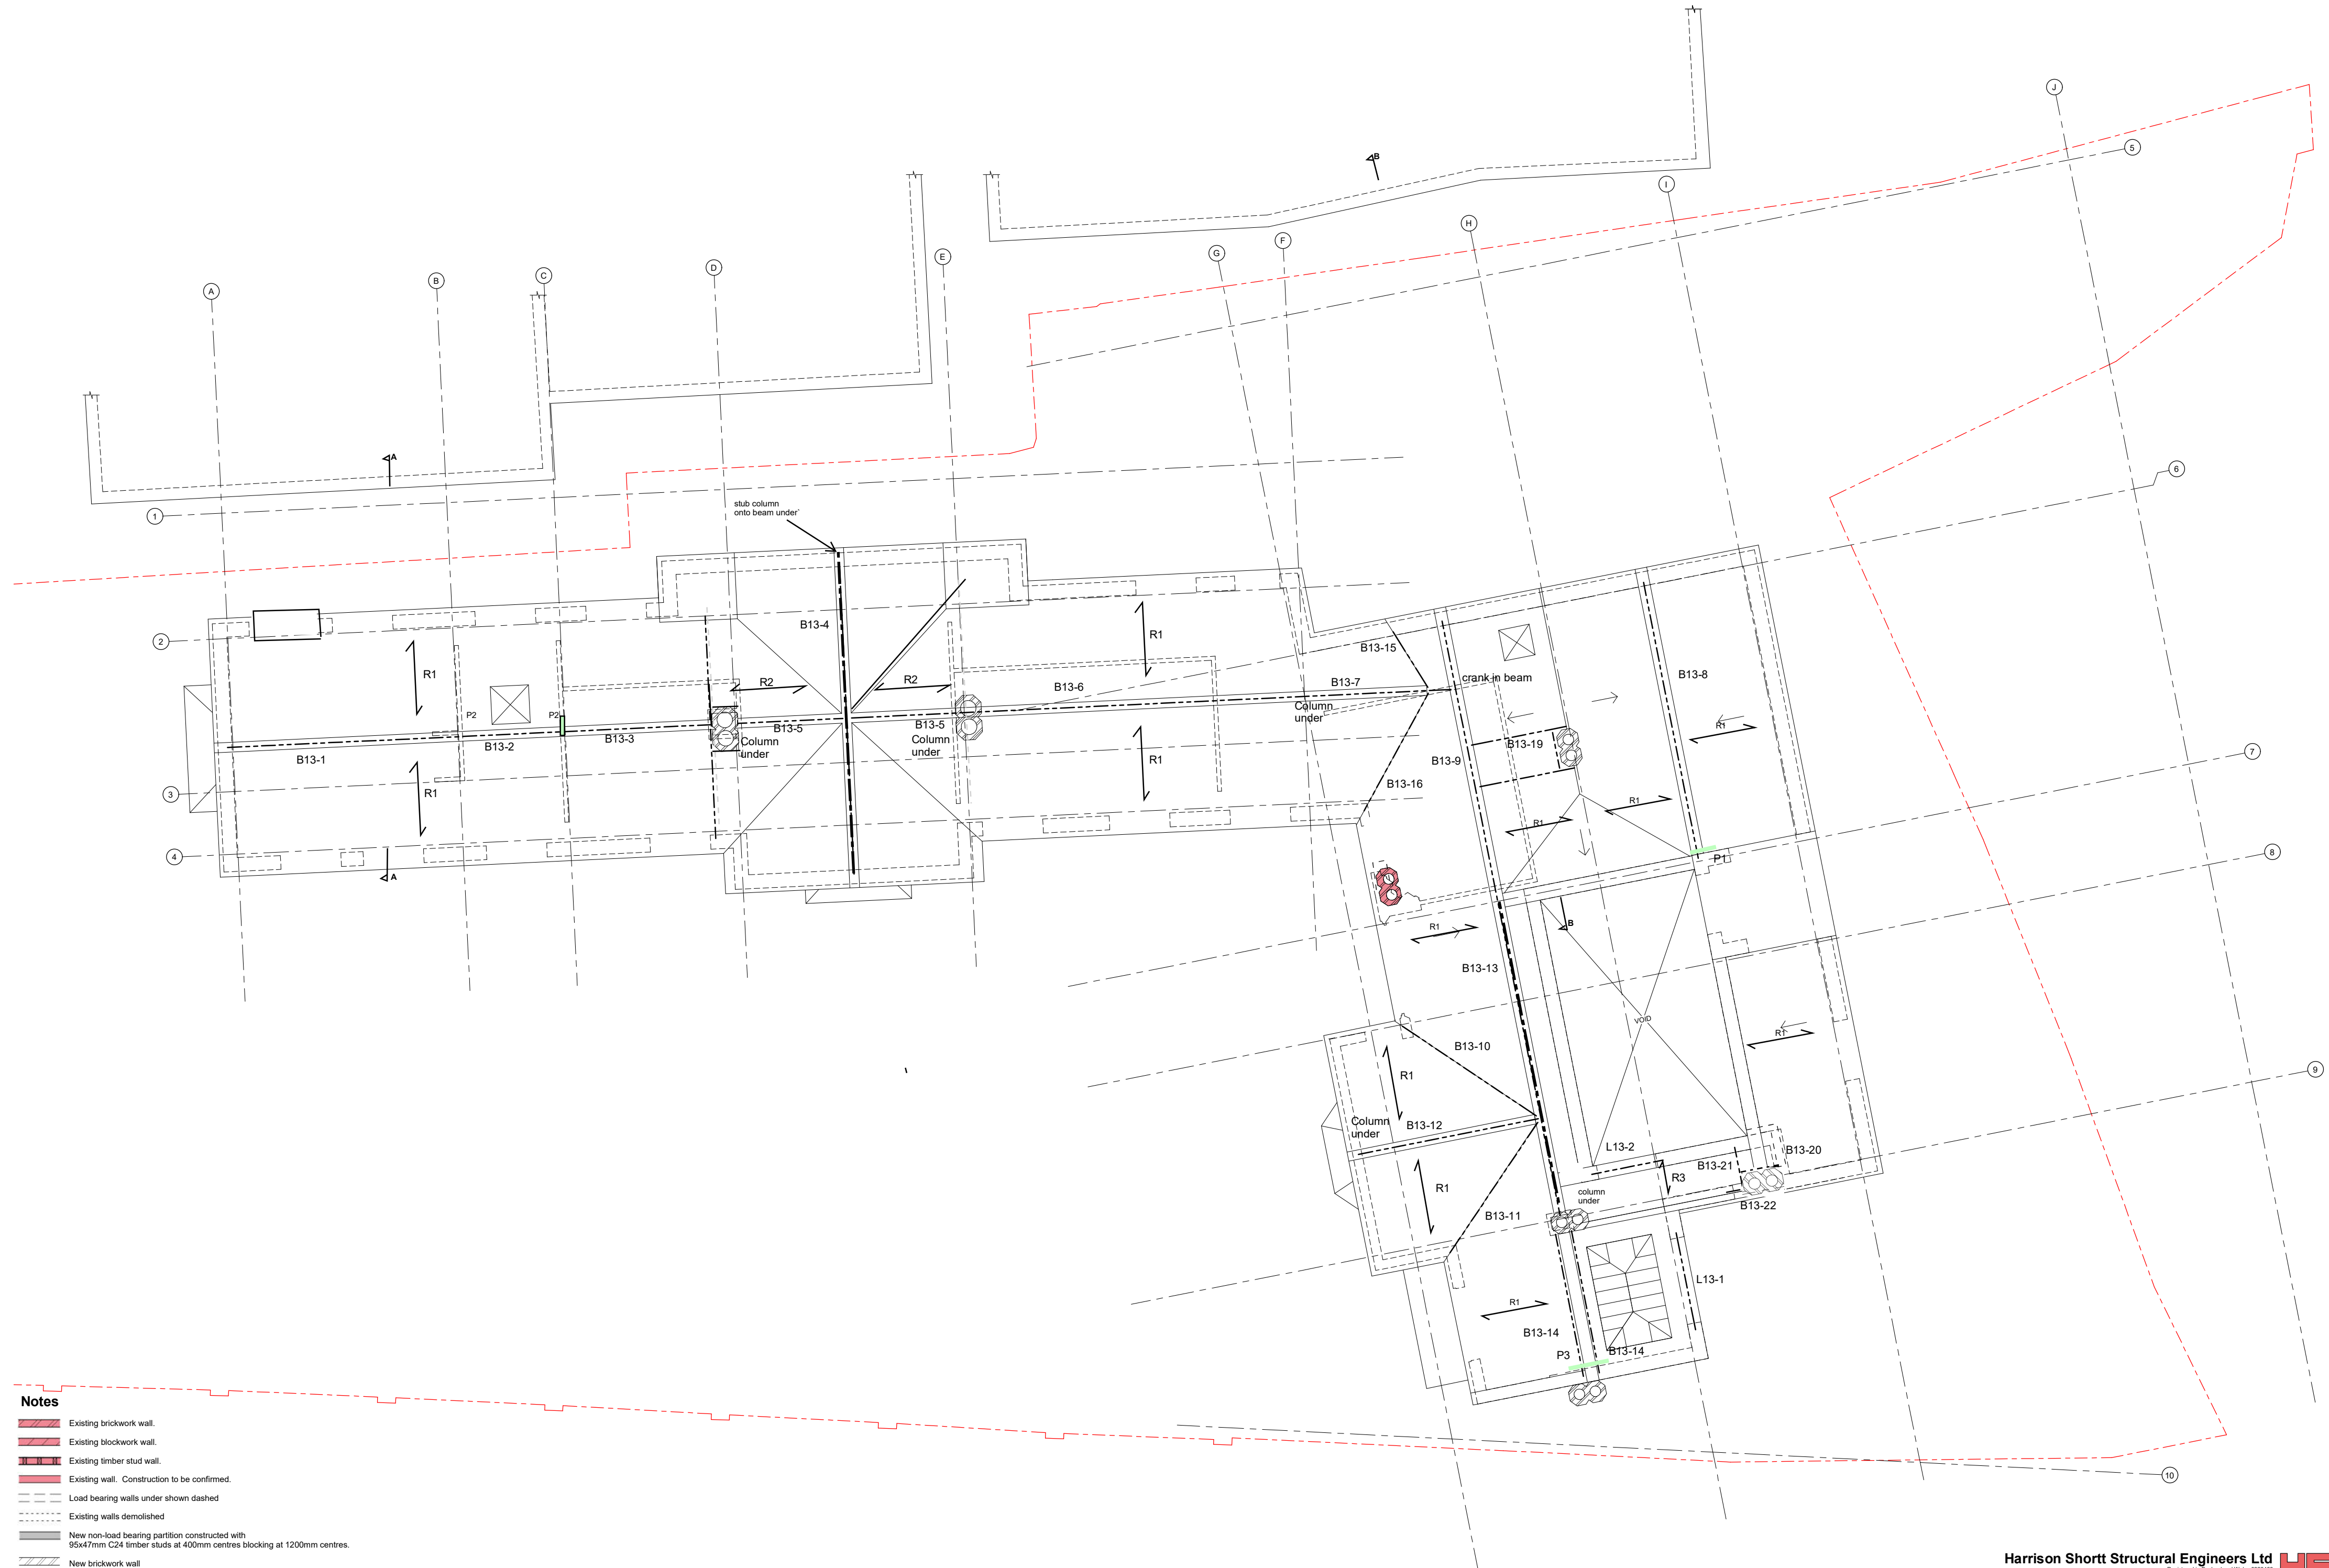 B
J
5
I
H
F
G
E
D
C
B
A
6
A
1
stub column
onto beam under`
2
B13-4
R1
B13-15
R1
R2
R2
B13-6
B13-7
crank in beam
B13-8
P2
P2
B13-5
B13-5
Column
under
Column
under
Column
under
R1
B13-1
B13-2
B13-3
B13-19
B13-9
7
3
R1
R1
B13-16
R1
R1
4
A
P1
8
R1
B
B13-13
VOID
R1
B13-10
R1
9
Column
under
B13-12
L13-2
B13-21
B13-20
R3
R1
column
under
B13-22
B13-11
L13-1
R1
B13-14
P3
B13-14
10
Notes
Existing brickwork wall.
Existing blockwork wall.
Existing timber stud wall.
Existing wall.  Construction to be confirmed.
Load bearing walls under shown dashed
Existing walls demolished
New non-load bearing partition constructed with
95x47mm C24 timber studs at 400mm centres blocking at 1200mm centres.
New brickwork wall
Harrison Shortt Structural Engineers Ltd